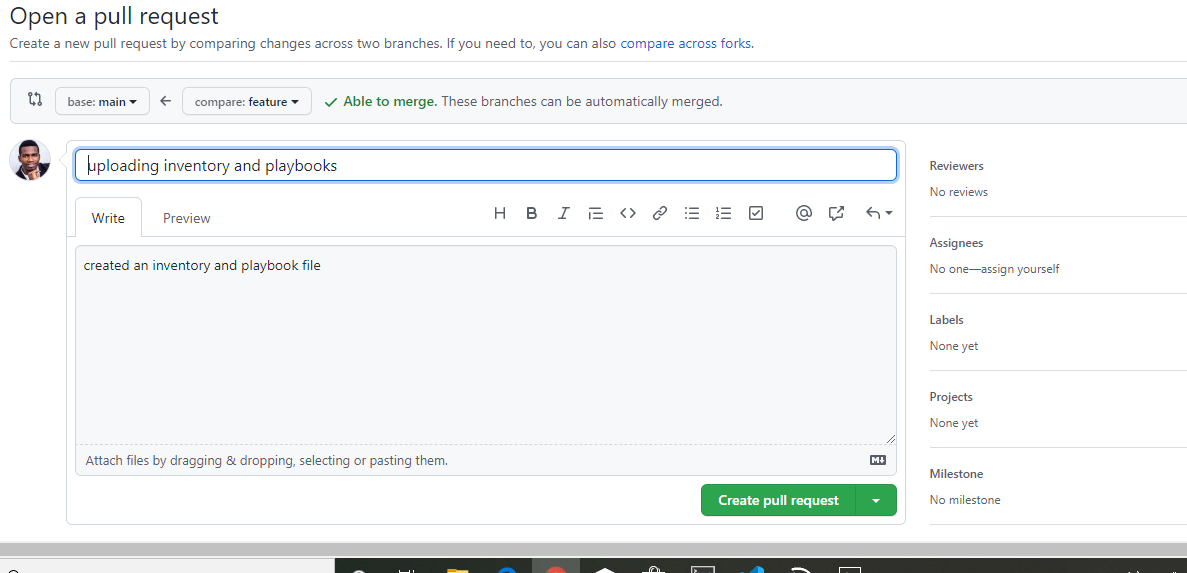 Open a pull request
Create a new pull request by comparing changes across two branches. If you need to, you can also compare across forks.
base: main
compare: feature
Able to merge. These branches can be automatically merged.
uploading inventory and playbooks
Write
Preview
H B I
@
created an inventory and playbook file
Attach files by dragging & dropping, selecting or pasting them.
M
Create pull request
Reviewers
No reviews
Assignees
No one—assign yourself
Labels
None yet
Projects
None yet
Milestone
No milestone